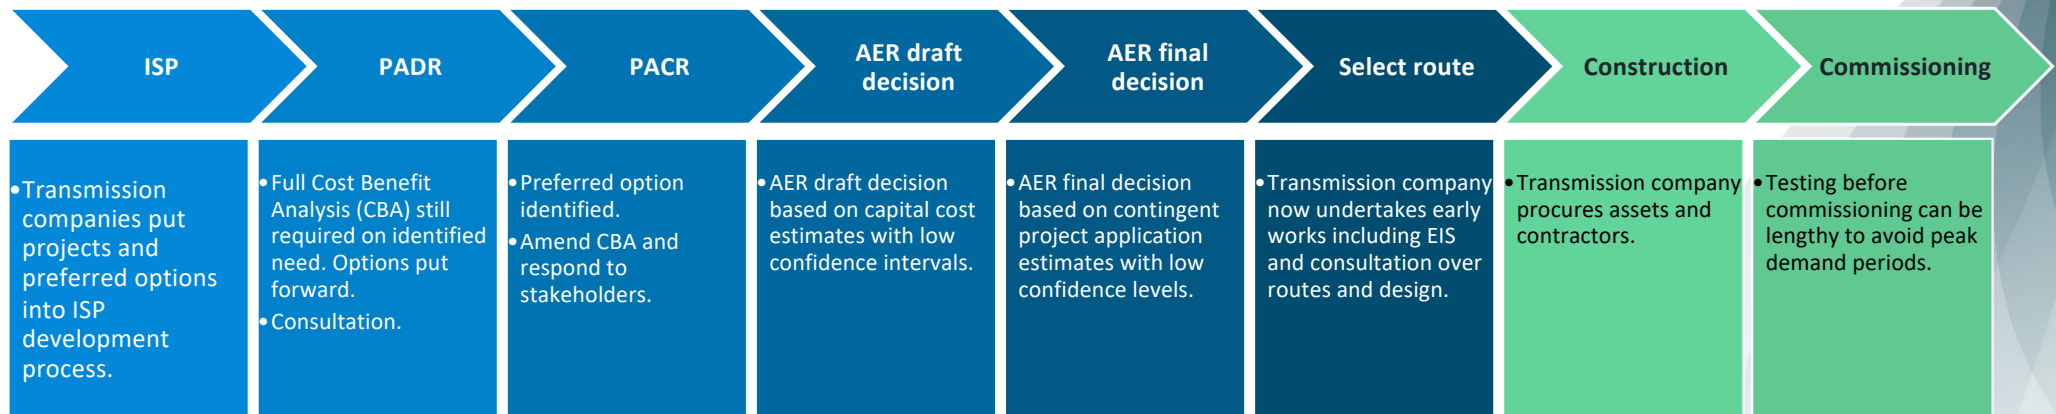 ISP
PADR
PACR
AER draft
decision
AER final
decision
Select route
Construction
Commissioning
•Transmission
companies put
projects and
preferred options
into ISP
development
process.
•Full Cost Benefit
Analysis (CBA) still
required on identified
need. Options put
forward.
•Consultation.
•Preferred option
identified.
•Amend CBA and
respond to
stakeholders.
•AER draft decision
based on capital cost
estimates with low
confidence intervals.
•AER final decision
based on contingent
project application
estimates with low
confidence levels.
•Transmission company
now undertakes early
works including EIS
and consultation over
routes and design.
•Transmission company
procures assets and
contractors.
•Testing before
commissioning can be
lengthy to avoid peak
demand periods.